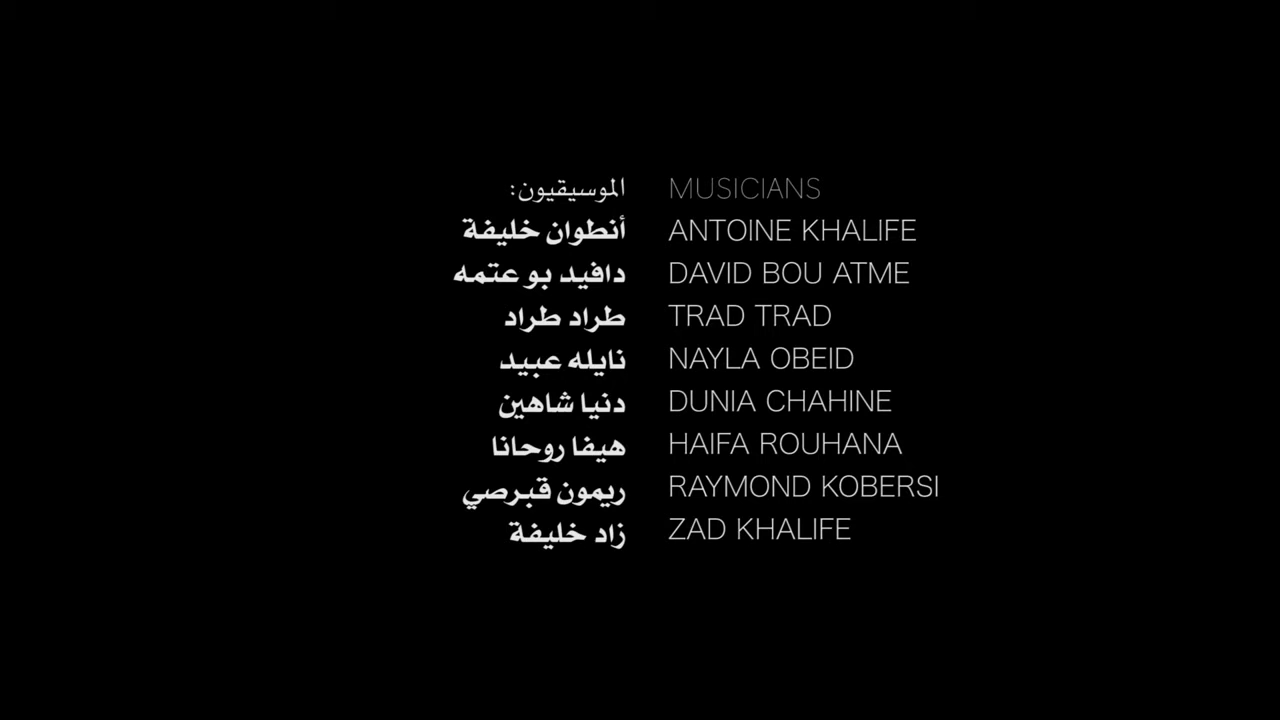 الموسيقيون: MUSICIANS
أنطوان خليفة ANTOINE KHALIFE
دافيد بو عتمه DAVID BOU ATME
طراد طراد TRAD TRAD
نايله عبيد NAYLA OBEID
دنيا شاهين DUNIA CHAHINE
هيفا روحانا HAIFA ROUHANA
ريمون قبرصي RAYMOND KOBERSI
زاد خليفة ZAD KHALIFE